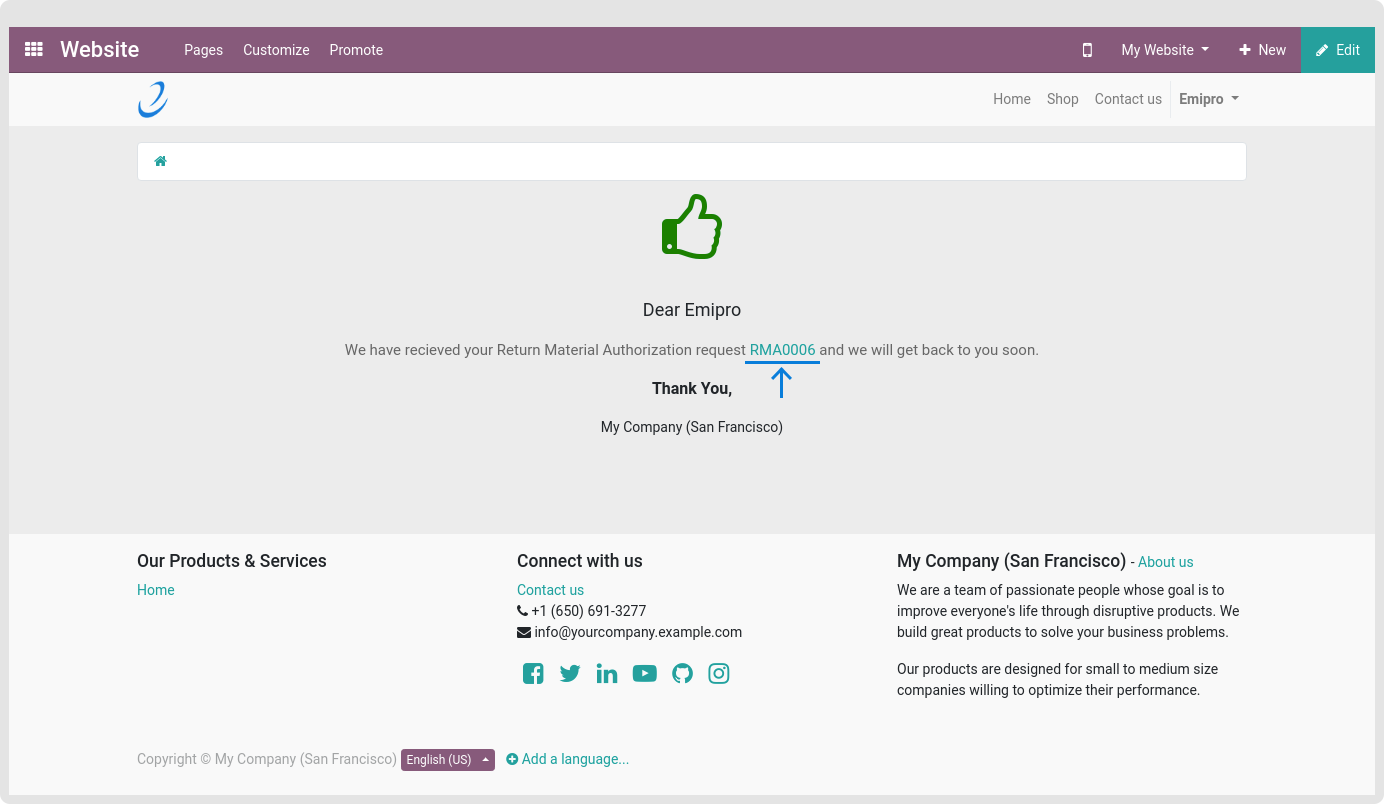 Website Pages Customize Promote My Website New Edit
Home Shop Contact us Emipro
Dear Emipro
We have recieved your Return Material Authorization request RMA0006 and we will get back to you soon.
Thank You,
My Company (San Francisco)
Our Products & Services
Home
Connect with us
Contact us
+1 (650) 691-3277
info@yourcompany.example.com
My Company (San Francisco) - About us
We are a team of passionate people whose goal is to
improve everyone's life through disruptive products. We
build great products to solve your business problems.
Our products are designed for small to medium size
companies willing to optimize their performance.
Copyright © My Company (San Francisco) English (US) Add a language...